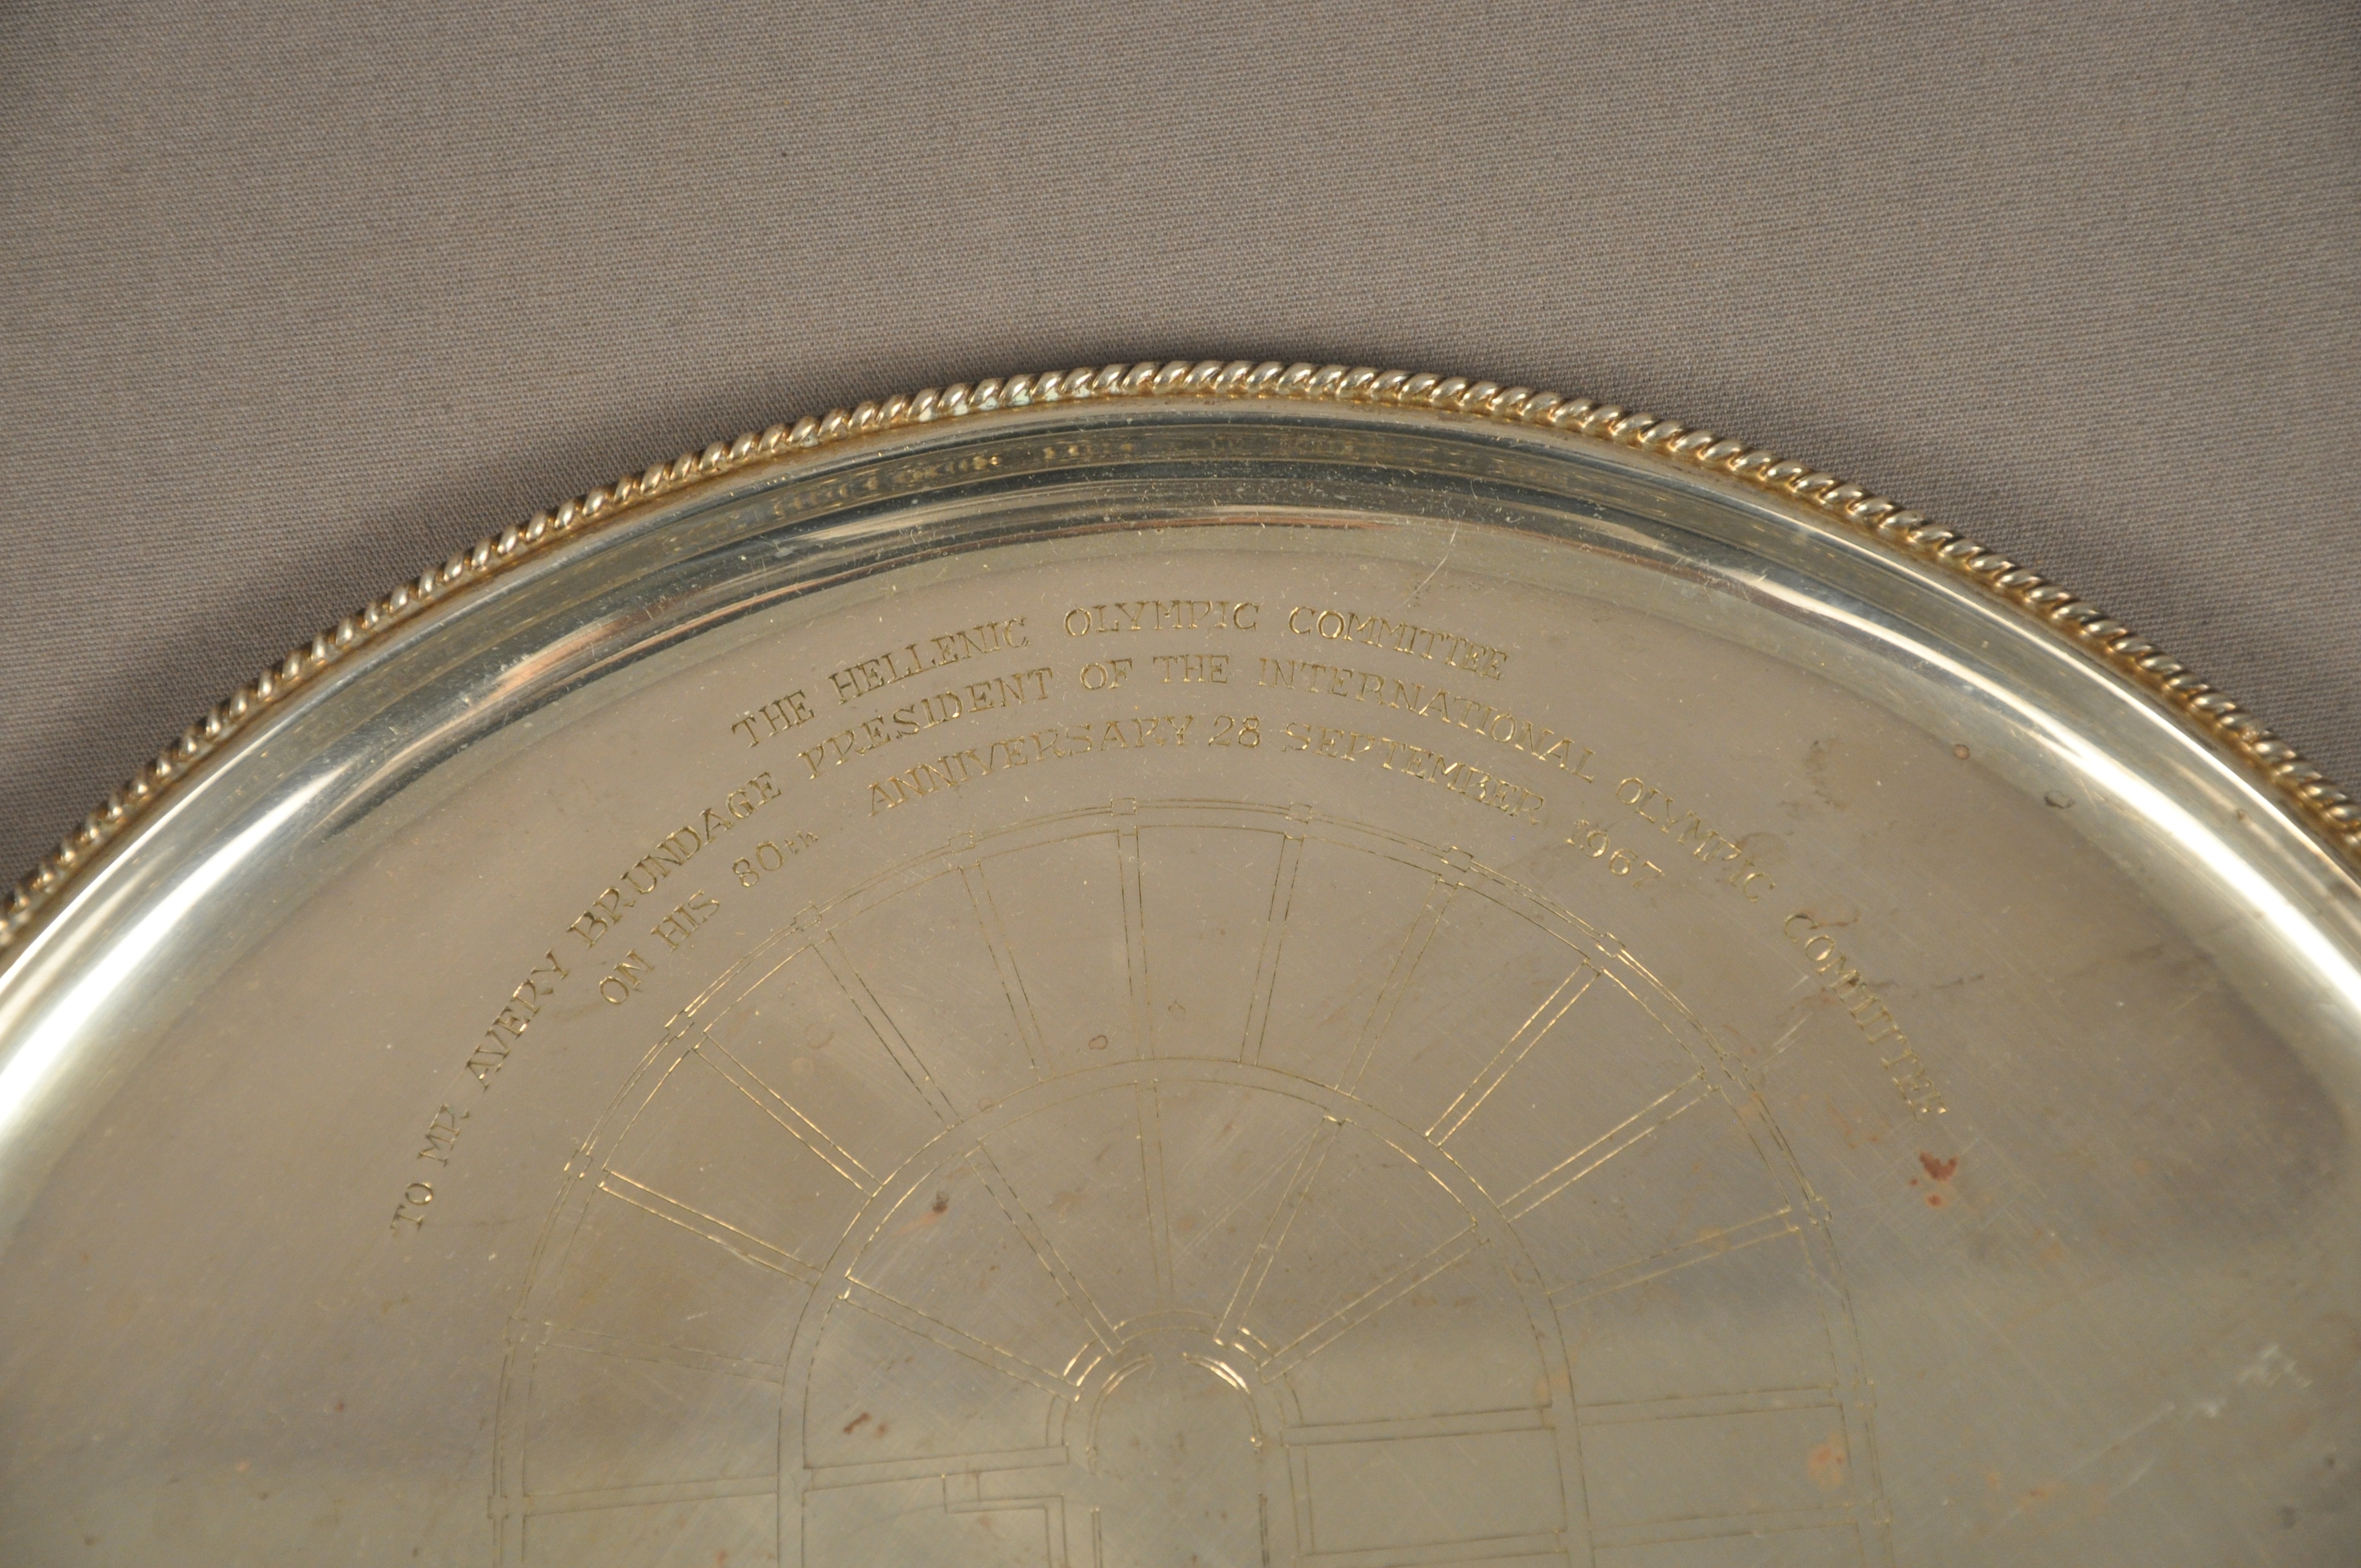 THE HELLENIC OLYMPIC COMMITTEE
TO MR. AVERY BRUNDAGE PRESIDENT OF THE INTERNATIONAL OLYMPIC COMMITTEE
ON HIS 80th ANNIVERSARY 28 SEPTEMBER 1967